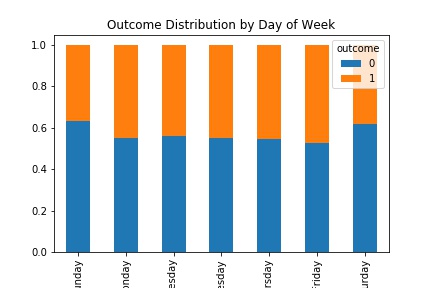 Outcome Distribution by Day of Week
outcome
0
1
1.0
0.8
0.6
0.4
0.2
0.0
unday
onday
esday
esday
rsday
Friday
urday